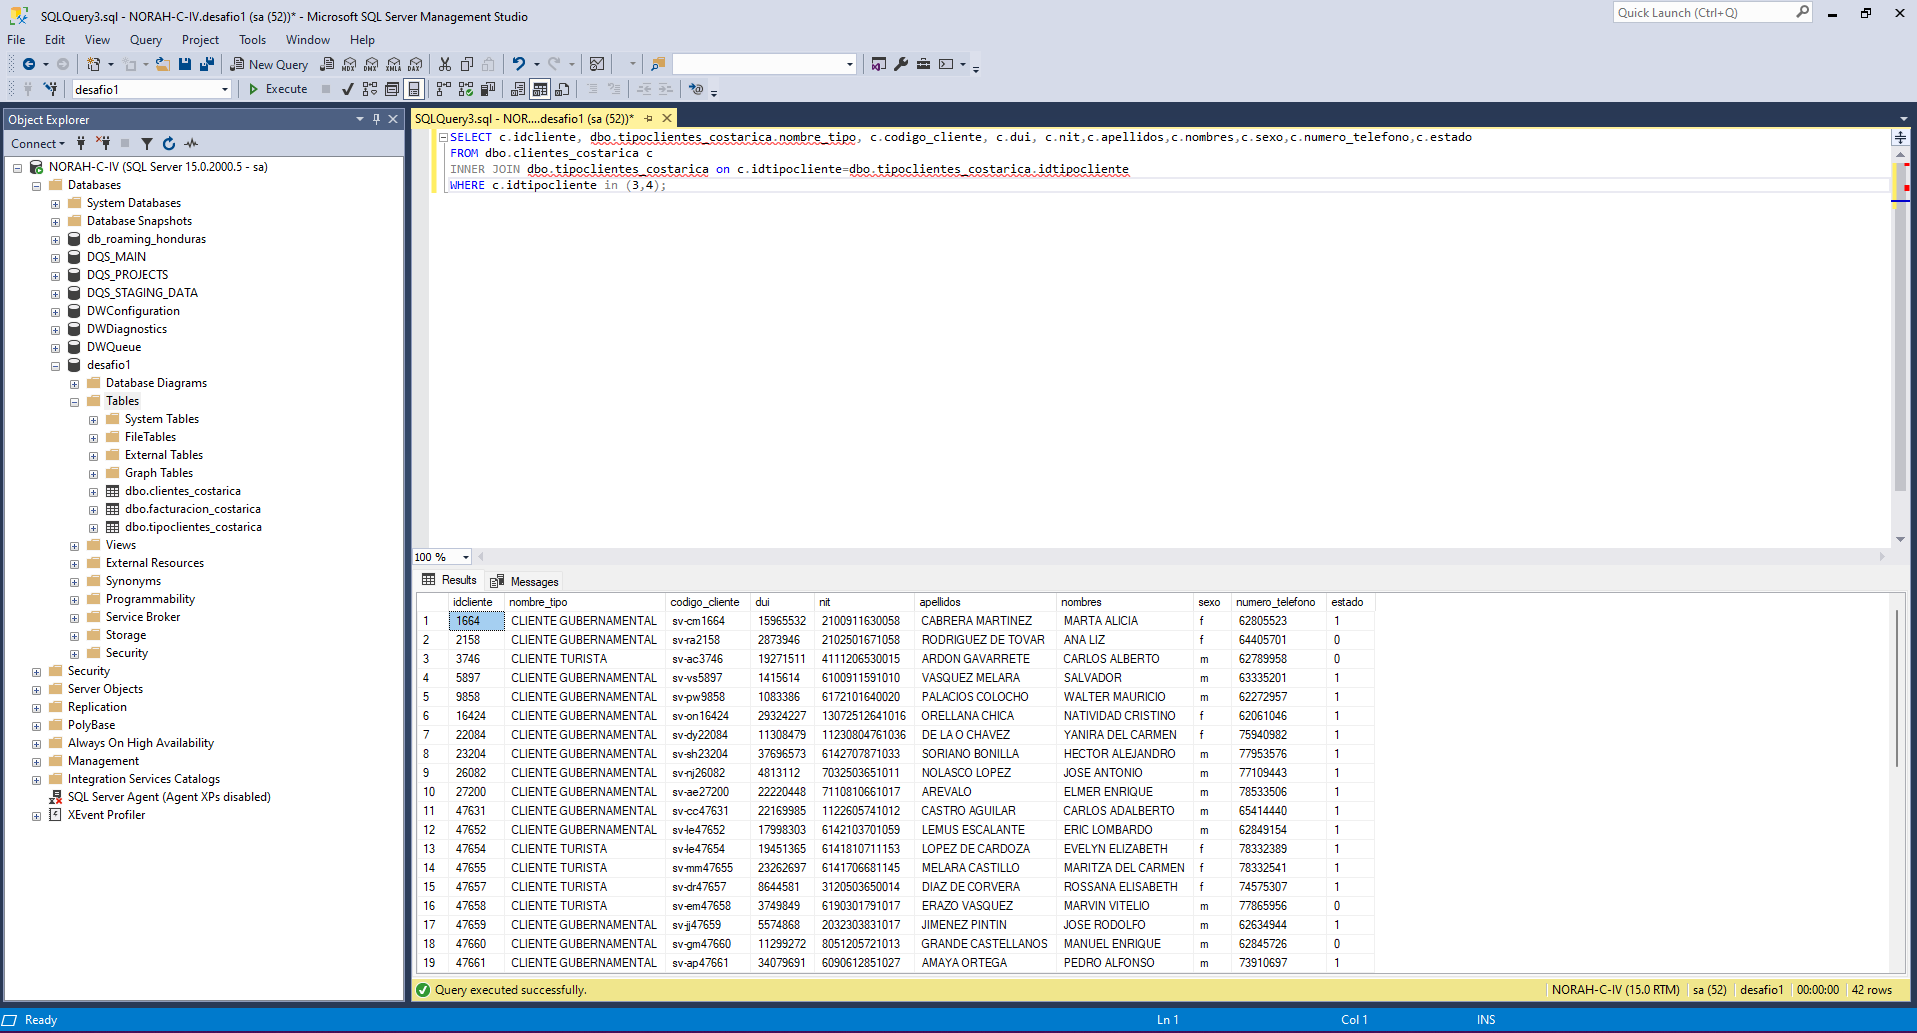 SQLQuery3.sql - NORAH-C-IV.desafio1 (sa (52))* - Microsoft SQL Server Management Studio
Quick Launch (Ctrl+Q)
File Edit View Query Project Tools Window Help
New Query MDX DMX XMLA DAX
desafio1 Execute
Object Explorer
Connect
NORAH-C-IV (SQL Server 15.0.2000.5 - sa)
Databases
System Databases
Database Snapshots
db_roaming_honduras
DQS_MAIN
DQS_PROJECTS
DQS_STAGING_DATA
DWConfiguration
DWDiagnostics
DWQueue
desafio1
Database Diagrams
Tables
System Tables
FileTables
External Tables
Graph Tables
dbo.clientes_costarica
dbo.facturacion_costarica
dbo.tipoclientes_costarica
Views
External Resources
Synonyms
Programmability
Service Broker
Storage
Security
Security
Server Objects
Replication
PolyBase
Always On High Availability
Management
Integration Services Catalogs
SQL Server Agent (Agent XPs disabled)
XEvent Profiler
SQLQuery3.sql - NOR....desafio1 (sa (52))*
SELECT c.idcliente, dbo.tipoclientes_costarica.nombre_tipo, c.codigo_cliente, c.dui, c.nit,c.apellidos,c.nombres,c.sexo,c.numero_telefono,c.estado
FROM dbo.clientes_costarica c
INNER JOIN dbo.tipoclientes_costarica on c.idtipocliente=dbo.tipoclientes_costarica.idtipocliente
WHERE c.idtipocliente in (3,4);
100 %
Results Messages
idcliente nombre_tipo codigo_cliente dui nit apellidos nombres sexo numero_telefono estado
1 1664 CLIENTE GUBERNAMENTAL sv-cm1664 15965532 2100911630058 CABRERA MARTINEZ MARTA ALICIA f 62805523 1
2 2158 CLIENTE GUBERNAMENTAL sv-ra2158 2873946 2102501671058 RODRIGUEZ DE TOVAR ANA LIZ f 64405701 0
3 3746 CLIENTE TURISTA sv-ac3746 19271511 4111206530015 ARDON GAVARRETE CARLOS ALBERTO m 62789958 0
4 5897 CLIENTE GUBERNAMENTAL sv-vs5897 1415614 6100911591010 VASQUEZ MELARA SALVADOR m 63335201 1
5 9858 CLIENTE GUBERNAMENTAL sv-pw9858 1083386 6172101640020 PALACIOS COLOCHO WALTER MAURICIO m 62272957 1
6 16424 CLIENTE GUBERNAMENTAL sv-on16424 29324227 13072512641016 ORELLANA CHICA NATIVIDAD CRISTINO f 62061046 1
7 22084 CLIENTE GUBERNAMENTAL sv-dy22084 11308479 11230804761036 DE LA O CHAVEZ YANIRA DEL CARMEN f 75940982 1
8 23204 CLIENTE GUBERNAMENTAL sv-sh23204 37696573 6142707871033 SORIANO BONILLA HECTOR ALEJANDRO m 77953576 1
9 26082 CLIENTE GUBERNAMENTAL sv-nj26082 4813112 7032503651011 NOLASCO LOPEZ JOSE ANTONIO m 77109443 1
10 27200 CLIENTE GUBERNAMENTAL sv-ae27200 22220448 7110810661017 AREVALO ELMER ENRIQUE m 78533506 1
11 47631 CLIENTE GUBERNAMENTAL sv-cc47631 22169985 1122605741012 CASTRO AGUILAR CARLOS ADALBERTO m 65414440 1
12 47652 CLIENTE GUBERNAMENTAL sv-le47652 17998303 6142103701059 LEMUS ESCALANTE ERIC LOMBARDO m 62849154 1
13 47654 CLIENTE TURISTA sv-le47654 19451365 6141810711153 LOPEZ DE CARDOZA EVELYN ELIZABETH f 78332389 1
14 47655 CLIENTE TURISTA sv-mm47655 23262697 6141706681145 MELARA CASTILLO MARITZA DEL CARMEN f 78332541 1
15 47657 CLIENTE TURISTA sv-dr47657 8644581 3120503650014 DIAZ DE CORVERA ROSSANA ELISABETH f 74575307 1
16 47658 CLIENTE TURISTA sv-em47658 3749849 6190301791017 ERAZO VASQUEZ MARVIN VITELIO m 77865956 0
17 47659 CLIENTE GUBERNAMENTAL sv-jj47659 5574868 2032303831017 JIMENEZ PINTIN JOSE RODOLFO m 62634944 1
18 47660 CLIENTE GUBERNAMENTAL sv-gm47660 11299272 8051205721013 GRANDE CASTELLANOS MANUEL ENRIQUE m 62845726 0
19 47661 CLIENTE GUBERNAMENTAL sv-ap47661 34079691 6090612851027 AMAYA ORTEGA PEDRO ALFONSO m 73910697 1
Query executed successfully. NORAH-C-IV (15.0 RTM) sa (52) desafio1 00:00:00 42 rows
Ready Ln 1 Col 1 INS